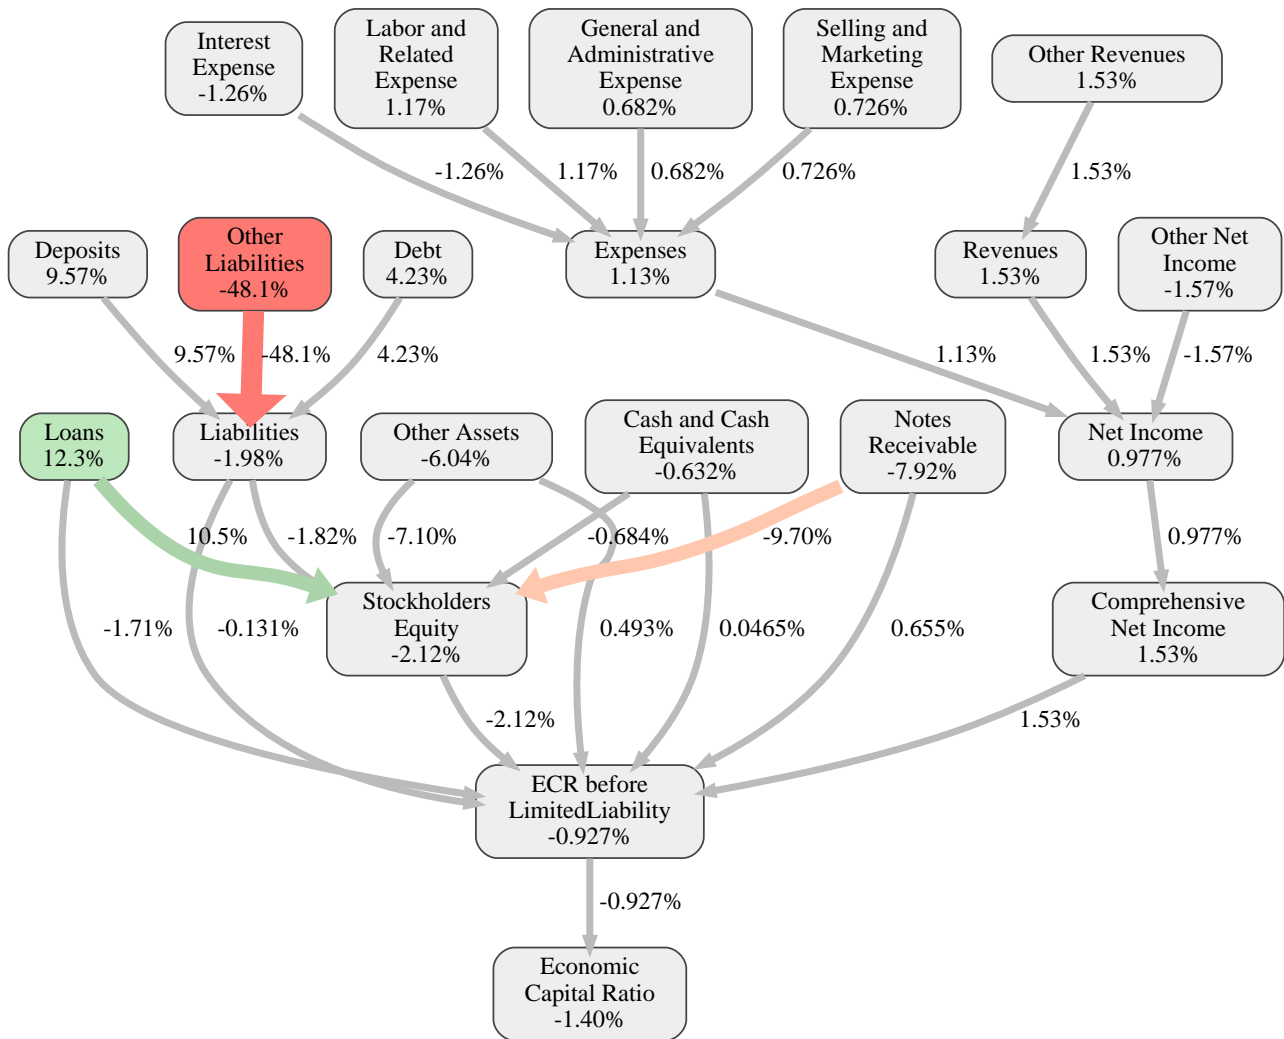 Interest
Expense
-1.26%
Labor and
Related
Expense
1.17%
General and
Administrative
Expense
0.682%
Selling and
Marketing
Expense
0.726%
Other Revenues
1.53%
-1.26%
1.17%
0.682%
0.726%
1.53%
Deposits
9.57%
Other
Liabilities
-48.1%
Debt
4.23%
Expenses
1.13%
Revenues
1.53%
Other Net
Income
-1.57%
9.57%
-48.1%
4.23%
1.13%
1.53%
-1.57%
Loans
12.3%
Liabilities
-1.98%
Other Assets
-6.04%
Cash and Cash
Equivalents
-0.632%
Notes
Receivable
-7.92%
Net Income
0.977%
10.5%
-1.82%
-7.10%
-0.684%
-9.70%
0.977%
-1.71%
-0.131%
Stockholders
Equity
-2.12%
0.493%
0.0465%
0.655%
Comprehensive
Net Income
1.53%
-2.12%
1.53%
ECR before
LimitedLiability
-0.927%
-0.927%
Economic
Capital Ratio
-1.40%